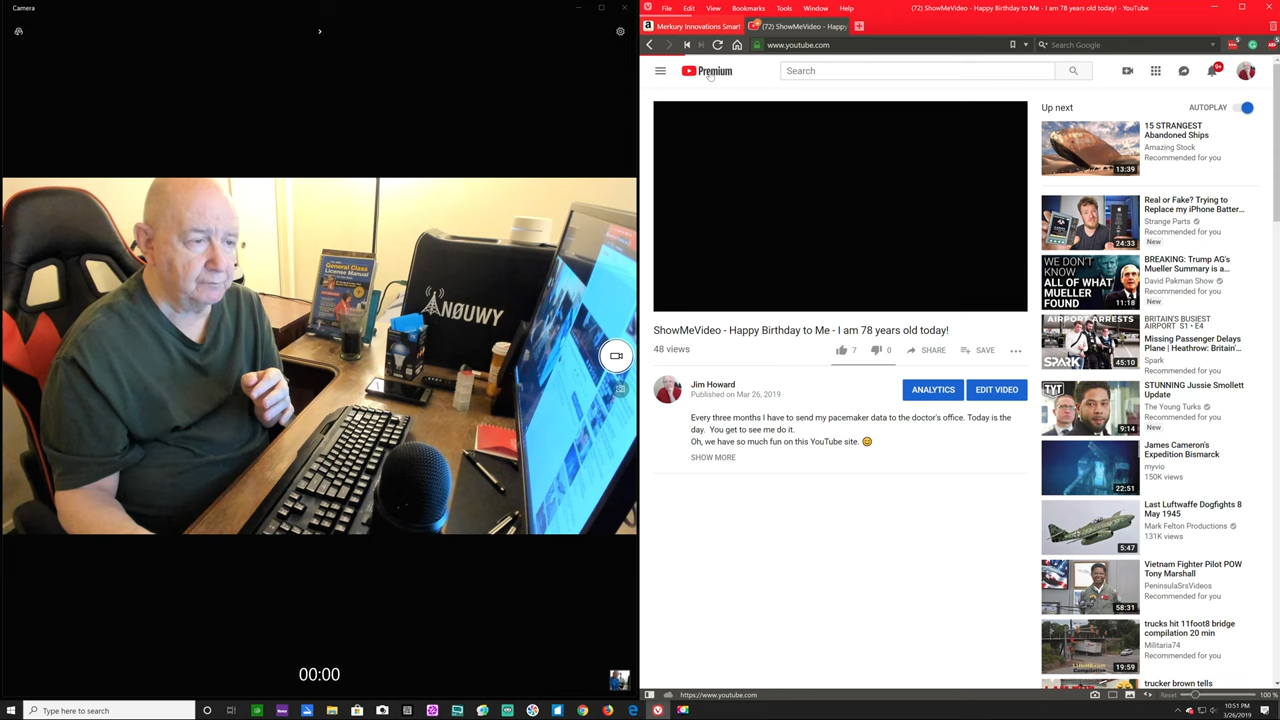 Camera
00:00
The ARRL
General Class
License Manual
NØUWY
File Edit View Bookmarks Tools Window Help
(72) ShowMeVideo - Happy Birthday to Me - I am 78 years old today! - YouTube
Merkury Innovations Smart
(72) ShowMeVideo - Happy
www.youtube.com
Search Google
Premium
Search
9+
ShowMeVideo - Happy Birthday to Me - I am 78 years old today!
48 views
7 0 SHARE SAVE
Jim Howard
Published on Mar 26, 2019
ANALYTICS
EDIT VIDEO
Every three months I have to send my pacemaker data to the doctor's office. Today is the
day. You get to see me do it.
Oh, we have so much fun on this YouTube site. 😊
SHOW MORE
Up next
AUTOPLAY
15 STRANGEST
Abandoned Ships
Amazing Stock
Recommended for you
13:39
Real or Fake? Trying to
Replace my iPhone Batter...
Strange Parts
Recommended for you
New
24:33
BREAKING: Trump AG's
Mueller Summary is a...
David Pakman Show
Recommended for you
New
WE DON'T
KNOW
ALL OF WHAT
MUELLER
FOUND
11:18
BRITAIN'S BUSIEST
AIRPORT S1 • E4
Missing Passenger Delays
Plane | Heathrow: Britain'...
Spark
Recommended for you
AIRPORT ARRESTS
SPARK
45:10
STUNNING Jussie Smollett
Update
The Young Turks
Recommended for you
New
TYT
9:14
James Cameron's
Expedition Bismarck
myvio
150K views
22:51
Last Luftwaffe Dogfights 8
May 1945
Mark Felton Productions
131K views
5:47
Vietnam Fighter Pilot POW
Tony Marshall
PeninsulaSrsVideos
Recommended for you
58:31
trucks hit 11foot8 bridge
compilation 20 min
Militaria74
Recommended for you
19:59
trucker brown tells
https://www.youtube.com
Reset
100 %
Type here to search
10:51 PM
3/26/2019